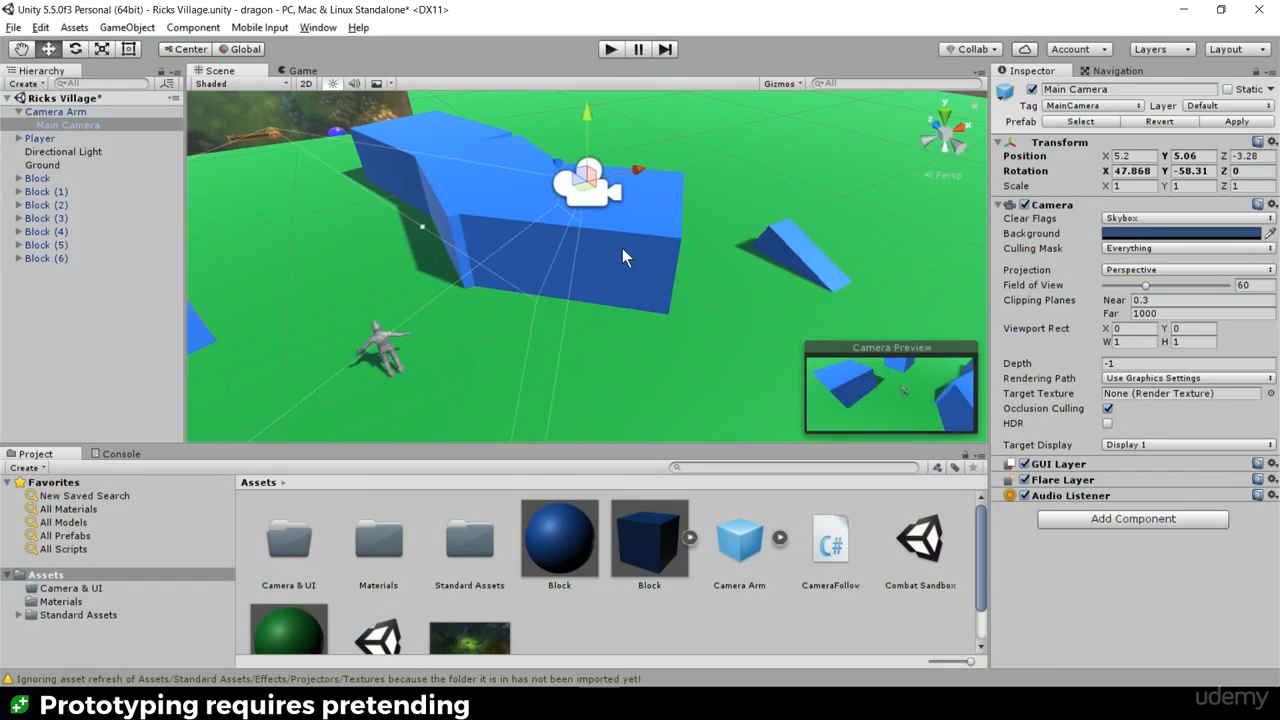 Unity 5.5.0f3 Personal (64bit) - Ricks Village.unity - dragon - PC, Mac & Linux Standalone* <DX11>
File Edit Assets GameObject Component Mobile Input Window Help
Center Global Collab Account Layers Layout
Hierarchy
Create All
Ricks Village*
Camera Arm
Main Camera
Player
Directional Light
Ground
Block
Block (1)
Block (2)
Block (3)
Block (4)
Block (5)
Block (6)
Scene Game
Shaded 2D Gizmos All
y
x
z
Persp
Camera Preview
Inspector Navigation
Main Camera Static
Tag MainCamera Layer Default
Prefab Select Revert Apply
Transform
Position X 5.2 Y 5.06 Z -3.28
Rotation X 47.868 Y -58.31 Z 0
Scale X 1 Y 1 Z 1
Camera
Clear Flags Skybox
Background
Culling Mask Everything
Projection Perspective
Field of View 60
Clipping Planes Near 0.3
Far 1000
Viewport Rect X 0 Y 0
W 1 H 1
Depth -1
Rendering Path Use Graphics Settings
Target Texture None (Render Texture)
Occlusion Culling
HDR
Target Display Display 1
GUI Layer
Flare Layer
Audio Listener
Add Component
Project Console
Create
Favorites
New Saved Search
All Materials
All Models
All Prefabs
All Scripts
Assets
Camera & UI
Materials
Standard Assets
Assets
C#
Camera & UI Materials Standard Assets Block Block Camera Arm CameraFollow Combat Sandbox
Ignoring asset refresh of Assets/Standard Assets/Effects/Projectors/Textures because the folder it is in has not been imported yet!
Prototyping requires pretending
udemy